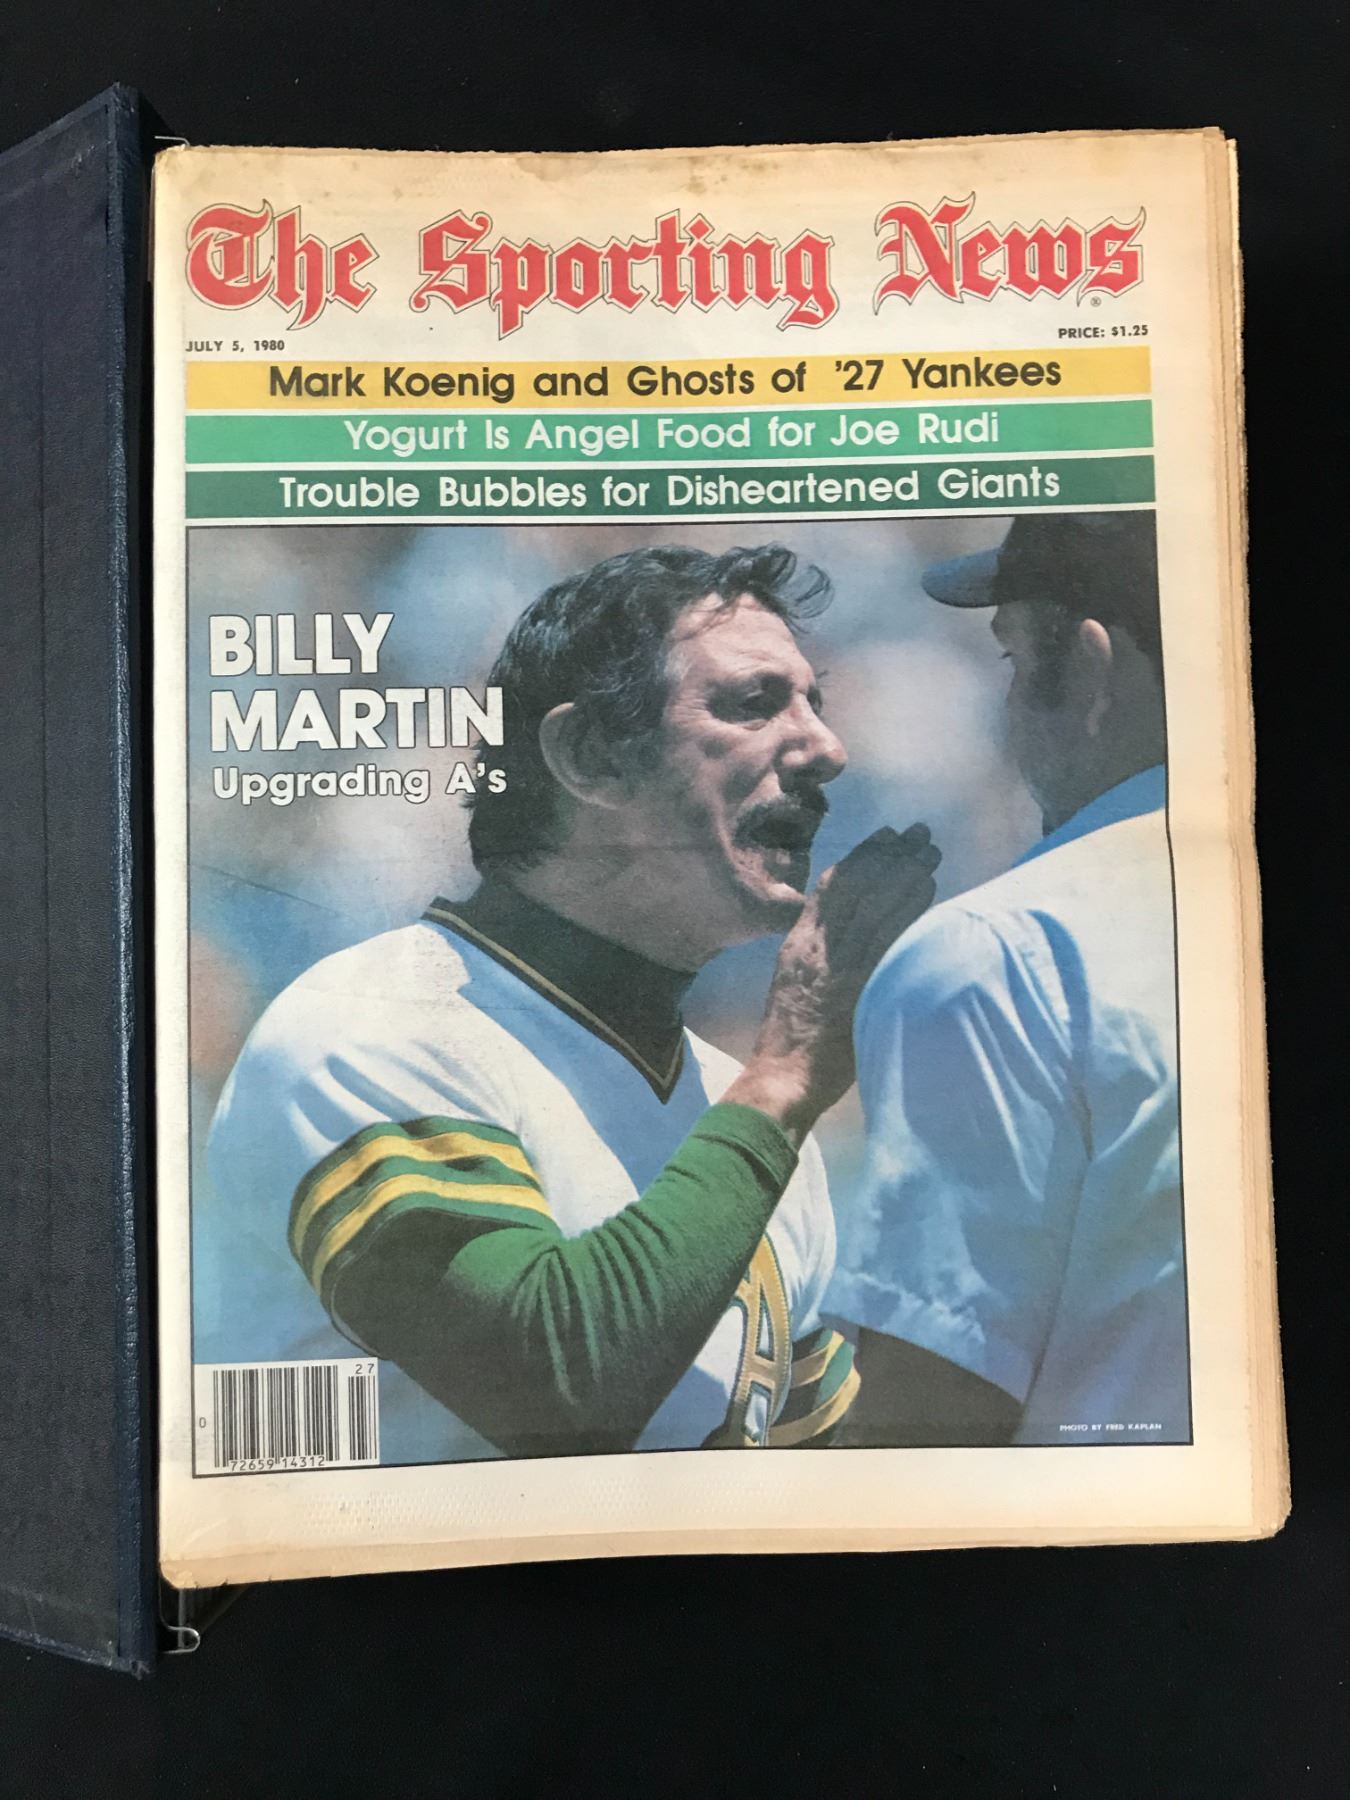 The Sporting News
®
JULY 5, 1980
PRICE: $1.25
Mark Koenig and Ghosts of '27 Yankees
Yogurt Is Angel Food for Joe Rudi
Trouble Bubbles for Disheartened Giants
BILLY
MARTIN
Upgrading A's
A
27
0
72659 14312
PHOTO BY FRED KAPLAN